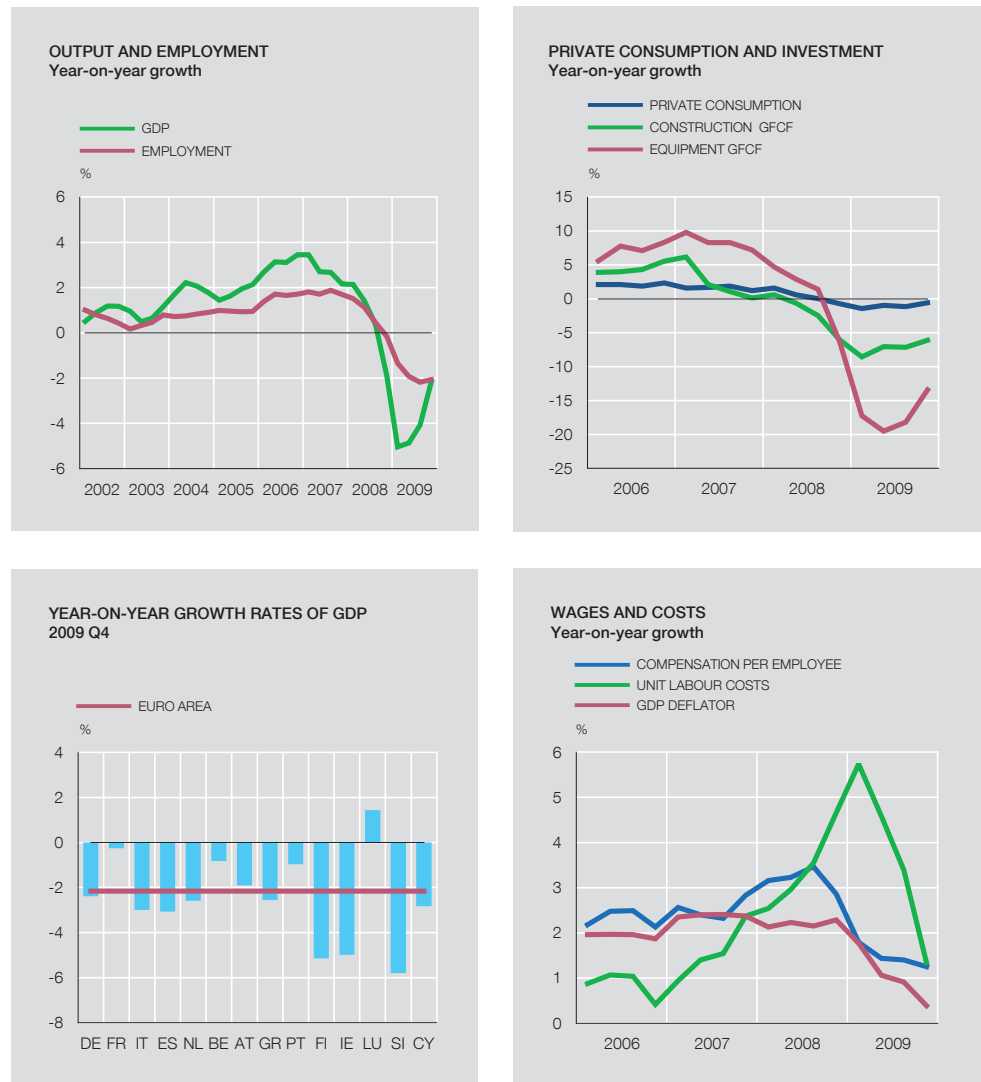 OUTPUT AND EMPLOYMENT
Year-on-year growth
GDP
EMPLOYMENT
%
6
4
2
0
-2
-4
-6
2002 2003 2004 2005 2006 2007 2008 2009
PRIVATE CONSUMPTION AND INVESTMENT
Year-on-year growth
PRIVATE CONSUMPTION
CONSTRUCTION GFCF
EQUIPMENT GFCF
%
15
10
5
0
-5
-10
-15
-20
-25
2006 2007 2008 2009
YEAR-ON-YEAR GROWTH RATES OF GDP
2009 Q4
EURO AREA
%
4
2
0
-2
-4
-6
-8
DE FR IT ES NL BE AT GR PT FI IE LU SI CY
WAGES AND COSTS
Year-on-year growth
COMPENSATION PER EMPLOYEE
UNIT LABOUR COSTS
GDP DEFLATOR
%
6
5
4
3
2
1
0
2006 2007 2008 2009